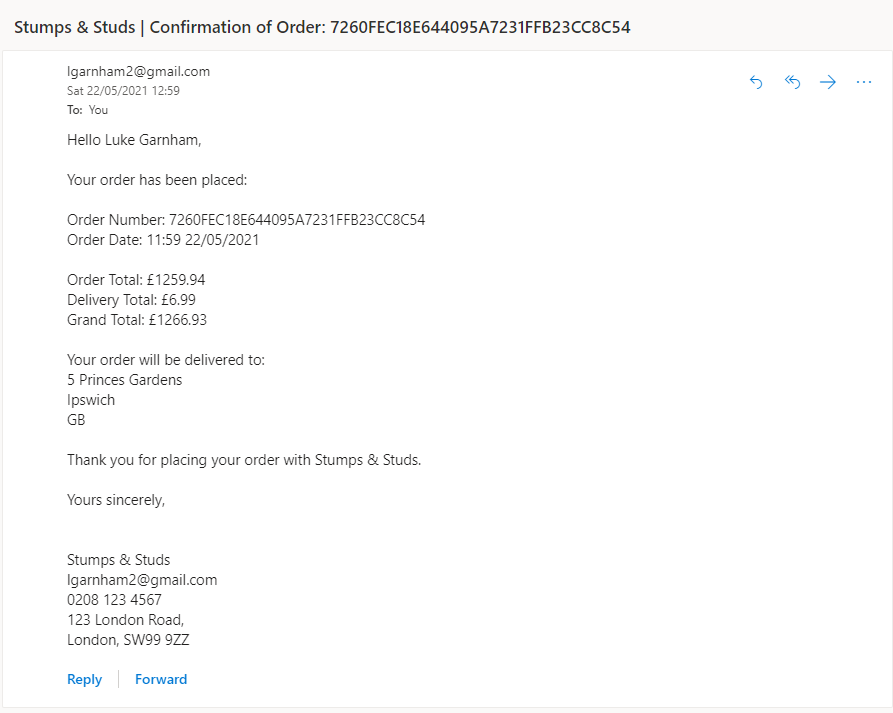 Stumps & Studs | Confirmation of Order: 7260FEC18E644095A7231FFB23CC8C54
lgarnham2@gmail.com
Sat 22/05/2021 12:59
To: You
Hello Luke Garnham,
Your order has been placed:
Order Number: 7260FEC18E644095A7231FFB23CC8C54
Order Date: 11:59 22/05/2021
Order Total: £1259.94
Delivery Total: £6.99
Grand Total: £1266.93
Your order will be delivered to:
5 Princes Gardens
Ipswich
GB
Thank you for placing your order with Stumps & Studs.
Yours sincerely,
Stumps & Studs
lgarnham2@gmail.com
0208 123 4567
123 London Road,
London, SW99 9ZZ
Reply | Forward